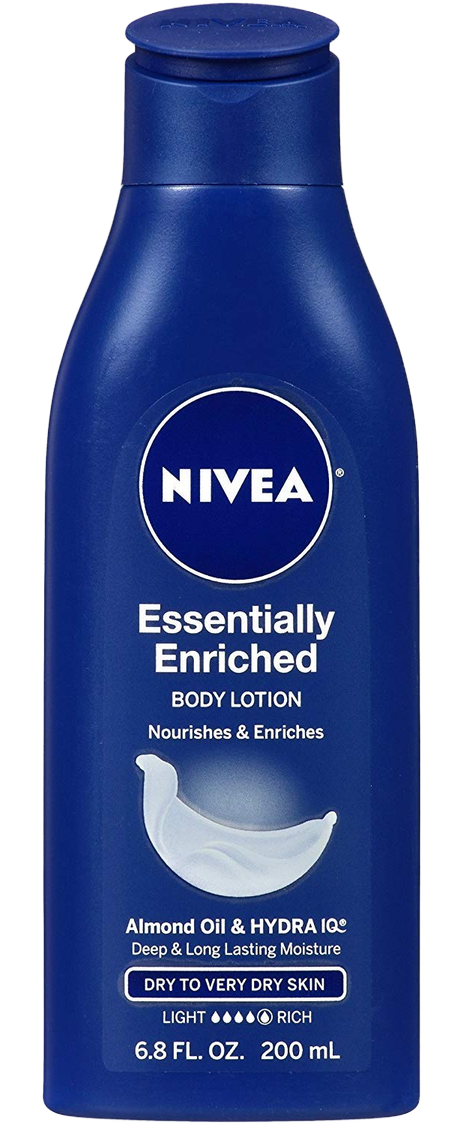 NIVEA
NIVEA®
Essentially
Enriched
BODY LOTION
Nourishes & Enriches
Almond Oil & HYDRA IQ®
Deep & Long Lasting Moisture
DRY TO VERY DRY SKIN
LIGHT RICH
6.8 FL. OZ. 200 mL